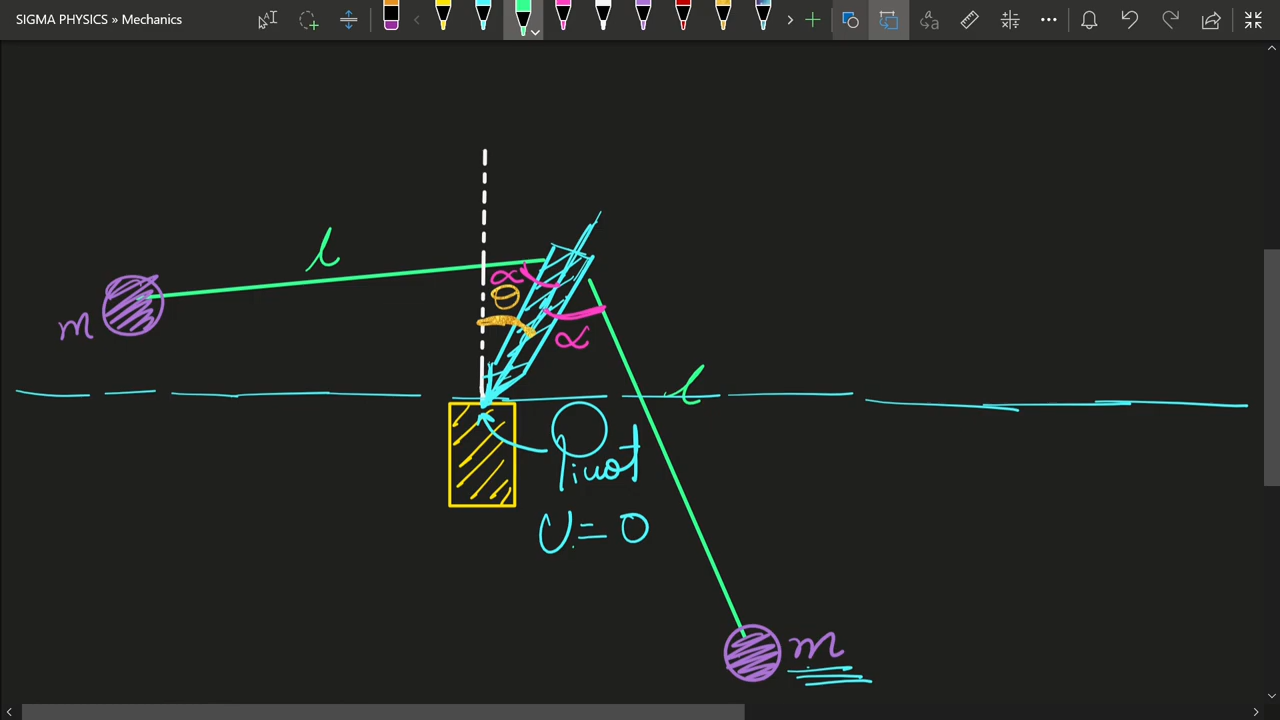 SIGMA PHYSICS » Mechanics
l
α
θ
m
α
l
Pivot
U = 0
m